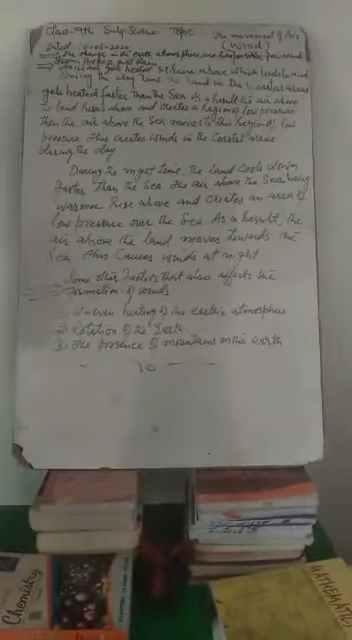 Class-9th Sub-Science Topic The movement of Air
(Wind)
During the day time the land in the coastal areas
gets heated faster than the Sea. As a Result the air above
the land rises above and creates a Region of low pressure
Then the air above the Sea moves to this Region of low
pressure thus creates winds in the Coastal areas
during the day
During the night time, the Land Cools down
faster than the Sea. The air above the Sea being
warmer Rise above and creates an area of
low pressure over the Sea. As a Result, the
air above the land moves towards the
Sea. Thus Causes winds at night.
Some other Factors that also affects the
formation of winds
1. Uneven heating of the earth's atmosphere
2. Rotation of the Earth
3. The presence of mountains on the earth
Chemistry
MATHEMATICS